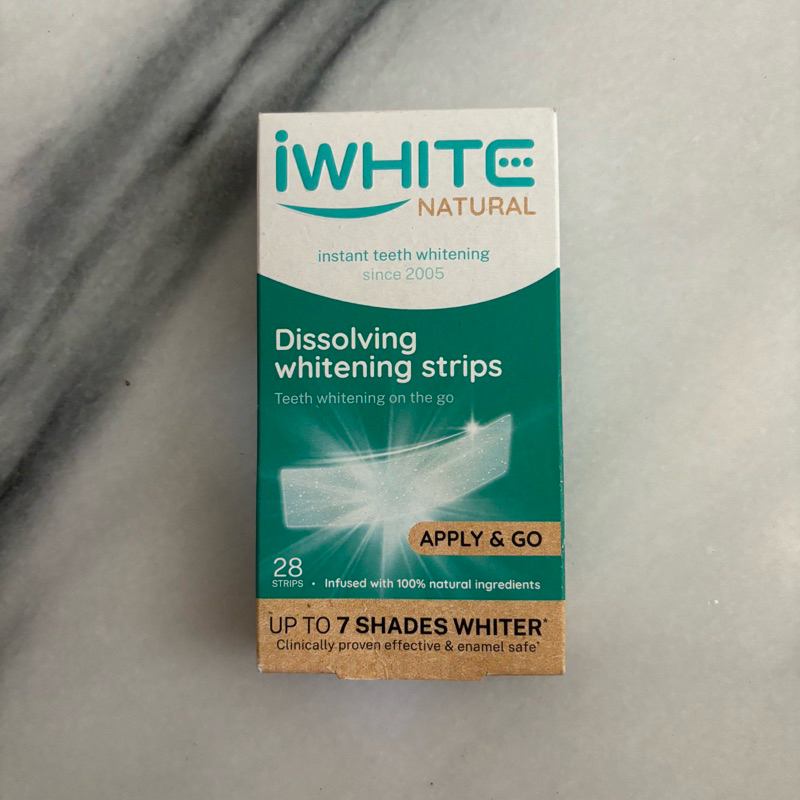 iWHITE
NATURAL
instant teeth whitening
since 2005
Dissolving
whitening strips
Teeth whitening on the go
APPLY & GO
28
STRIPS • Infused with 100% natural ingredients
UP TO 7 SHADES WHITER*
Clinically proven effective & enamel safe*